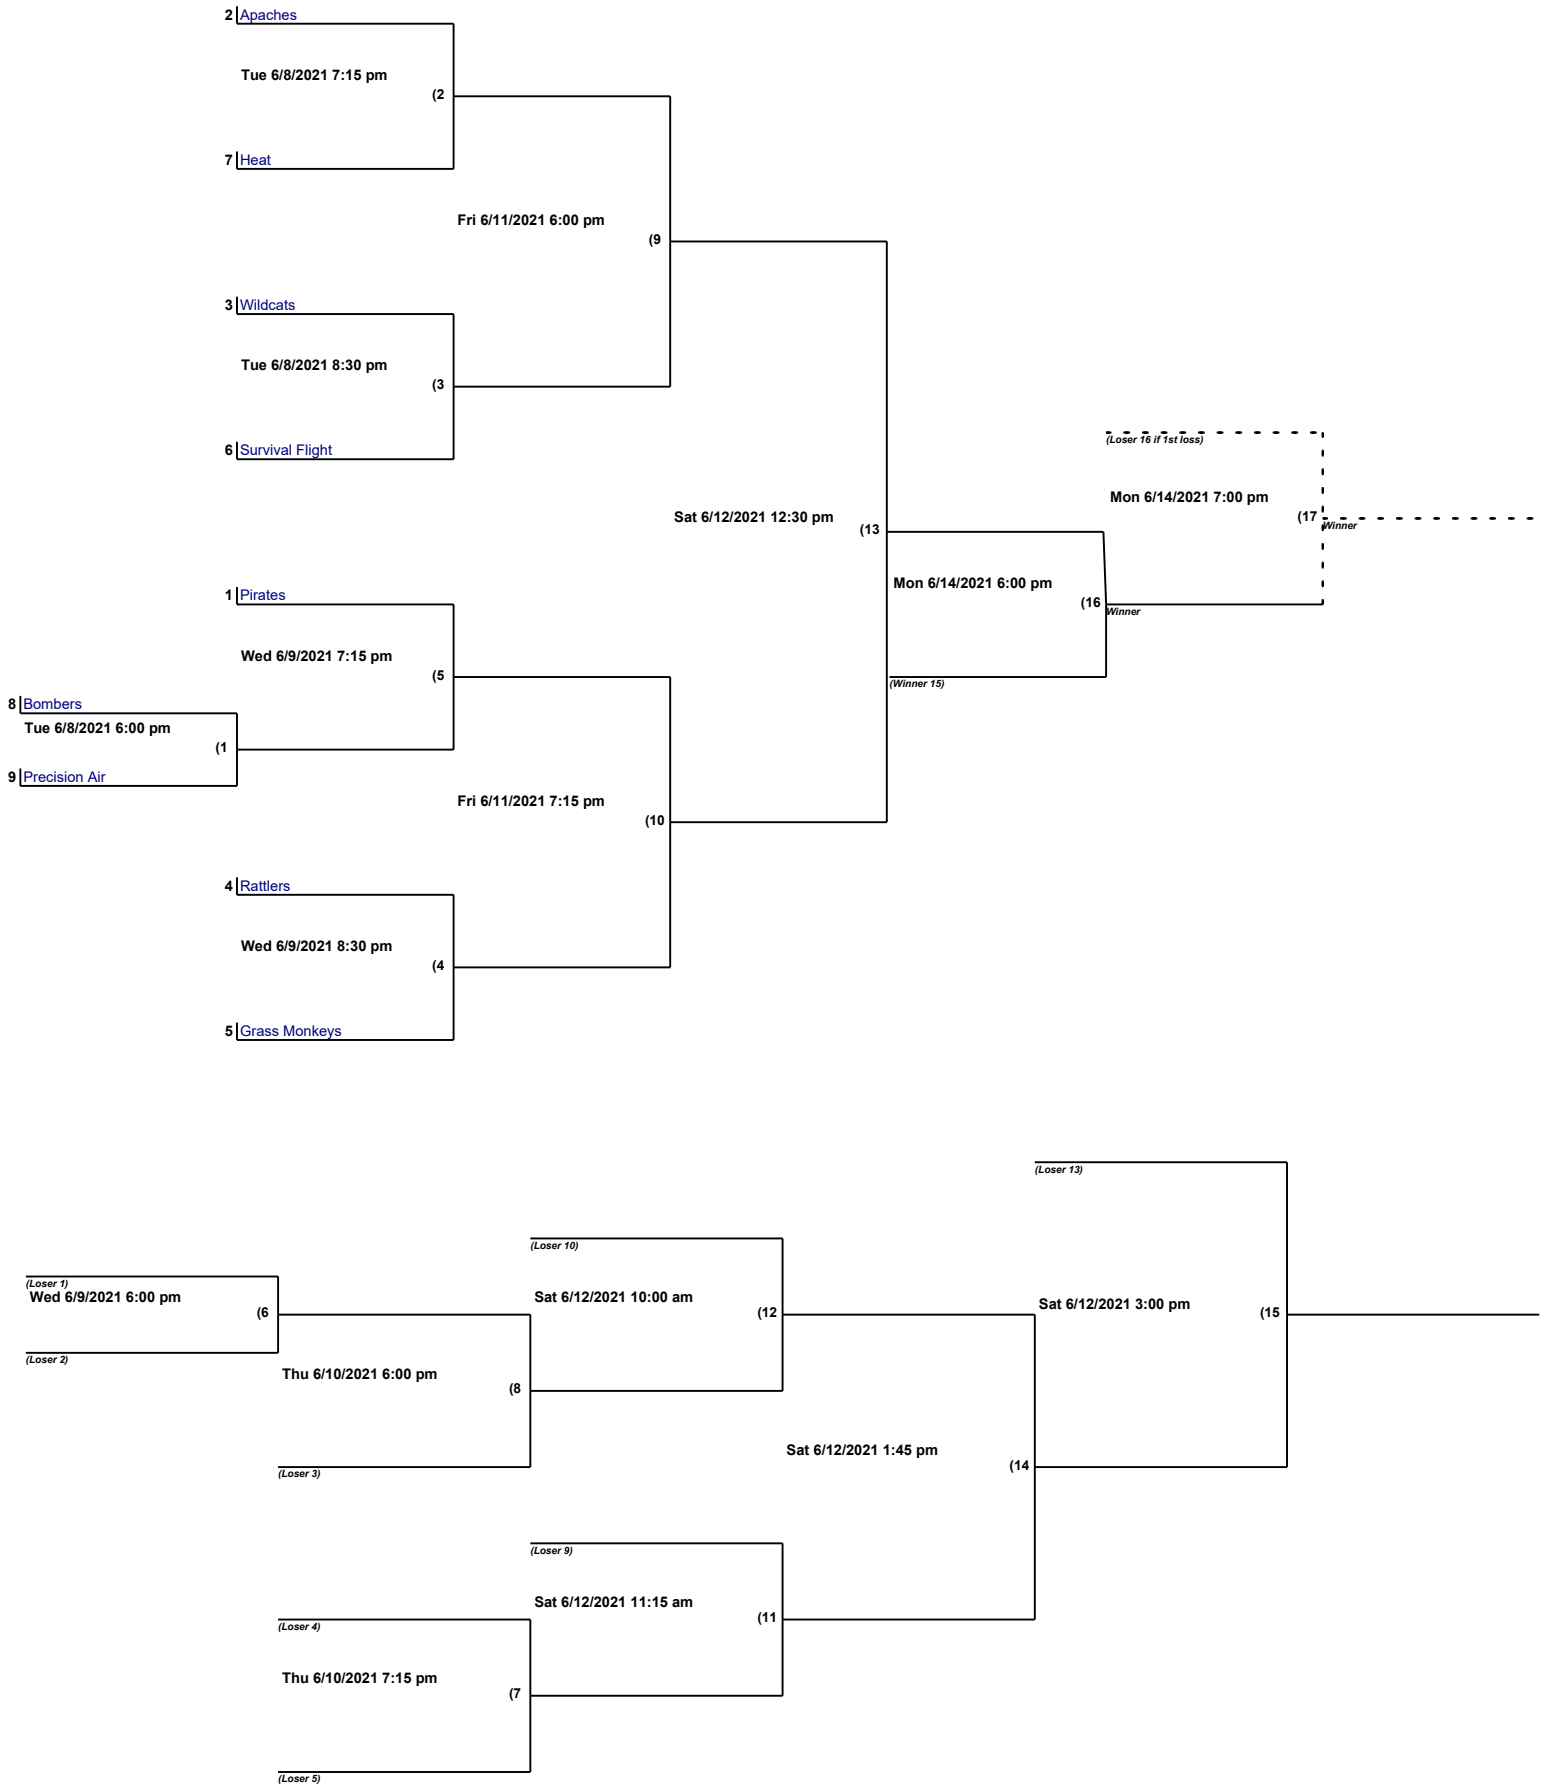 2 Apaches
Tue 6/8/2021 7:15 pm
(2
7 Heat
Fri 6/11/2021 6:00 pm
(9
3 Wildcats
Tue 6/8/2021 8:30 pm
(3
6 Survival Flight
(Loser 16 if 1st loss)
Mon 6/14/2021 7:00 pm
(17
Winner
Sat 6/12/2021 12:30 pm
(13
Mon 6/14/2021 6:00 pm
(16
Winner
(Winner 15)
1 Pirates
Wed 6/9/2021 7:15 pm
(5
8 Bombers
Tue 6/8/2021 6:00 pm
(1
9 Precision Air
Fri 6/11/2021 7:15 pm
(10
4 Rattlers
Wed 6/9/2021 8:30 pm
(4
5 Grass Monkeys
(Loser 13)
(Loser 10)
(Loser 1)
Wed 6/9/2021 6:00 pm
(6
Sat 6/12/2021 10:00 am
(12
Sat 6/12/2021 3:00 pm
(15
(Loser 2)
Thu 6/10/2021 6:00 pm
(8
Sat 6/12/2021 1:45 pm
(14
(Loser 3)
(Loser 9)
Sat 6/12/2021 11:15 am
(11
(Loser 4)
Thu 6/10/2021 7:15 pm
(7
(Loser 5)